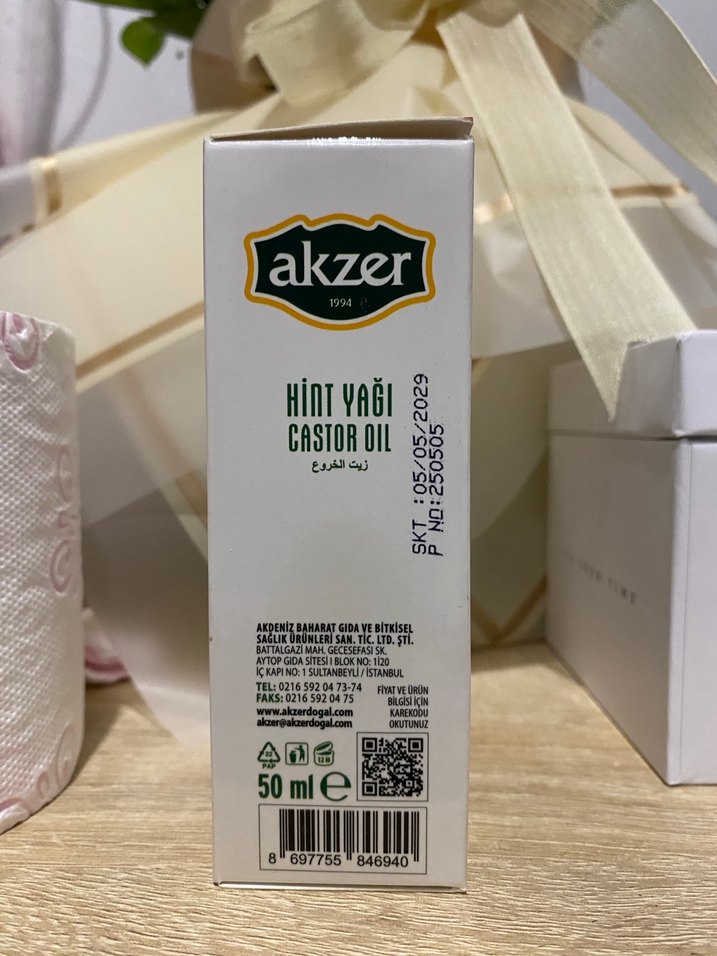 akzer
1994
HİNT YAĞI
CASTOR OIL
زيت الخروع
SKT :05/05/2029
P NO:250505
AKDENİZ BAHARAT GIDA VE BİTKİSEL
SAĞLIK ÜRÜNLERİ SAN. TİC. LTD. ŞTİ.
BATTALGAZİ MAH. GECESEFASI SK.
AYTOP GIDA SİTESİ I BLOK NO: 1İ20
İÇ KAPI NO: 1 SULTANBEYLİ / İSTANBUL
TEL: 0216 592 04 73-74
FAKS: 0216 592 04 75
www.akzerdogal.com
akzer@akzerdogal.com
FİYAT VE ÜRÜN
BİLGİSİ İÇİN
KAREKODU
OKUTUNUZ
22
PAP
12 M
50 ml e
8 697755 846940
TIME